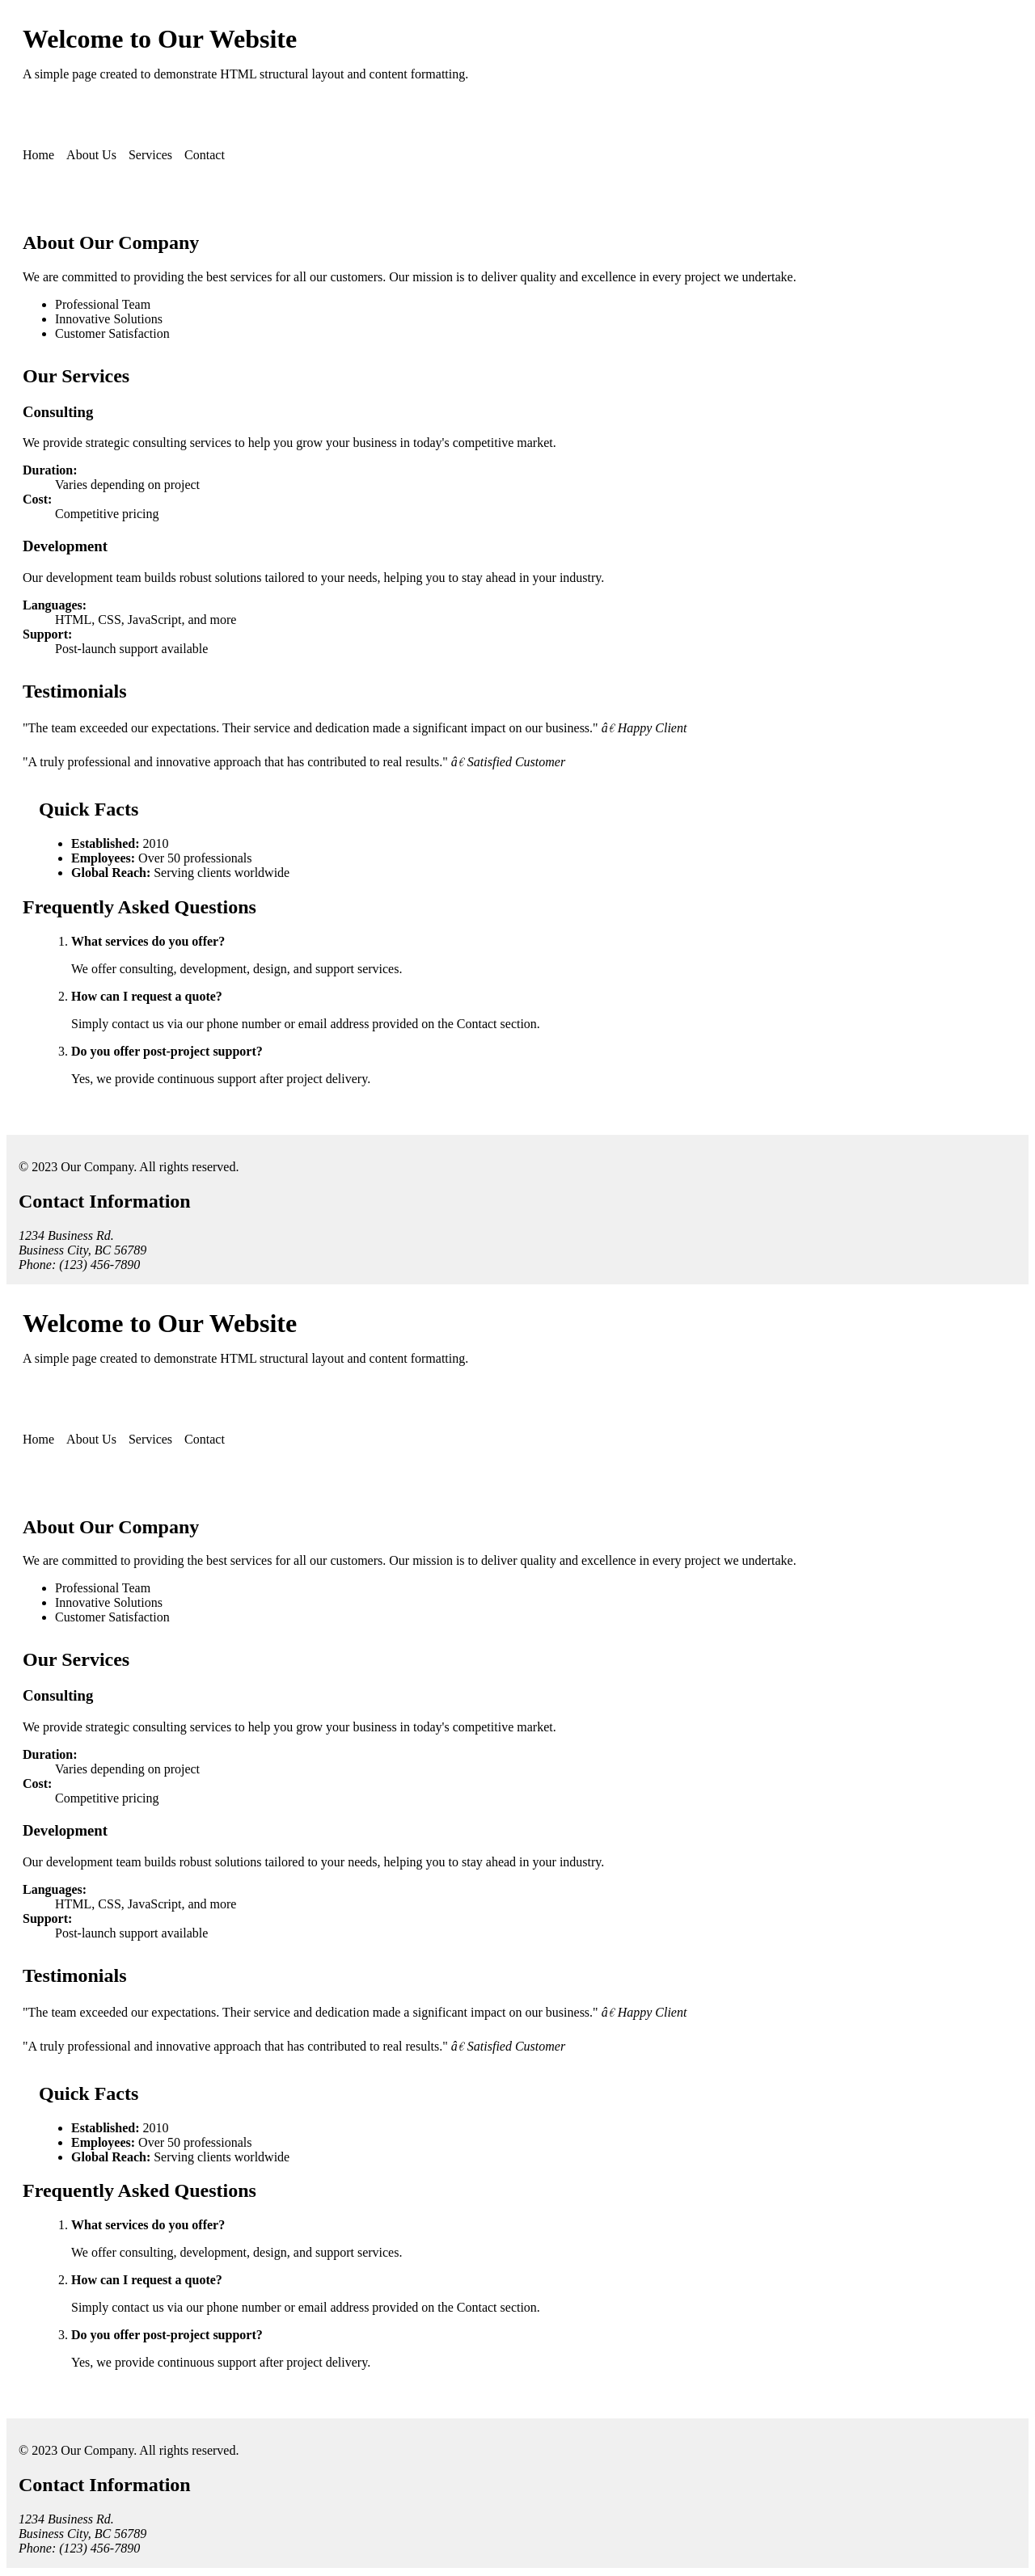 Welcome to Our Website
A simple page created to demonstrate HTML structural layout and content formatting.
Home About Us Services Contact
About Our Company
We are committed to providing the best services for all our customers. Our mission is to deliver quality and excellence in every project we undertake.
• Professional Team
• Innovative Solutions
• Customer Satisfaction
Our Services
Consulting
We provide strategic consulting services to help you grow your business in today's competitive market.
Duration:
Varies depending on project
Cost:
Competitive pricing
Development
Our development team builds robust solutions tailored to your needs, helping you to stay ahead in your industry.
Languages:
HTML, CSS, JavaScript, and more
Support:
Post-launch support available
Testimonials
"The team exceeded our expectations. Their service and dedication made a significant impact on our business." â€ Happy Client
"A truly professional and innovative approach that has contributed to real results." â€ Satisfied Customer
Quick Facts
• Established: 2010
• Employees: Over 50 professionals
• Global Reach: Serving clients worldwide
Frequently Asked Questions
1. What services do you offer?
We offer consulting, development, design, and support services.
2. How can I request a quote?
Simply contact us via our phone number or email address provided on the Contact section.
3. Do you offer post-project support?
Yes, we provide continuous support after project delivery.
© 2023 Our Company. All rights reserved.
Contact Information
1234 Business Rd.
Business City, BC 56789
Phone: (123) 456-7890
Welcome to Our Website
A simple page created to demonstrate HTML structural layout and content formatting.
Home About Us Services Contact
About Our Company
We are committed to providing the best services for all our customers. Our mission is to deliver quality and excellence in every project we undertake.
• Professional Team
• Innovative Solutions
• Customer Satisfaction
Our Services
Consulting
We provide strategic consulting services to help you grow your business in today's competitive market.
Duration:
Varies depending on project
Cost:
Competitive pricing
Development
Our development team builds robust solutions tailored to your needs, helping you to stay ahead in your industry.
Languages:
HTML, CSS, JavaScript, and more
Support:
Post-launch support available
Testimonials
"The team exceeded our expectations. Their service and dedication made a significant impact on our business." â€ Happy Client
"A truly professional and innovative approach that has contributed to real results." â€ Satisfied Customer
Quick Facts
• Established: 2010
• Employees: Over 50 professionals
• Global Reach: Serving clients worldwide
Frequently Asked Questions
1. What services do you offer?
We offer consulting, development, design, and support services.
2. How can I request a quote?
Simply contact us via our phone number or email address provided on the Contact section.
3. Do you offer post-project support?
Yes, we provide continuous support after project delivery.
© 2023 Our Company. All rights reserved.
Contact Information
1234 Business Rd.
Business City, BC 56789
Phone: (123) 456-7890